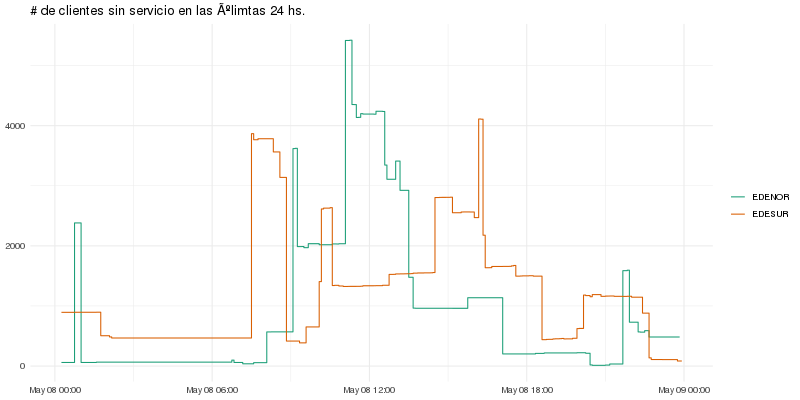 # de clientes sin servicio en las Ãºlimtas 24 hs.
4000
2000
0
May 08 00:00
May 08 06:00
May 08 12:00
May 08 18:00
May 09 00:00
EDENOR
EDESUR